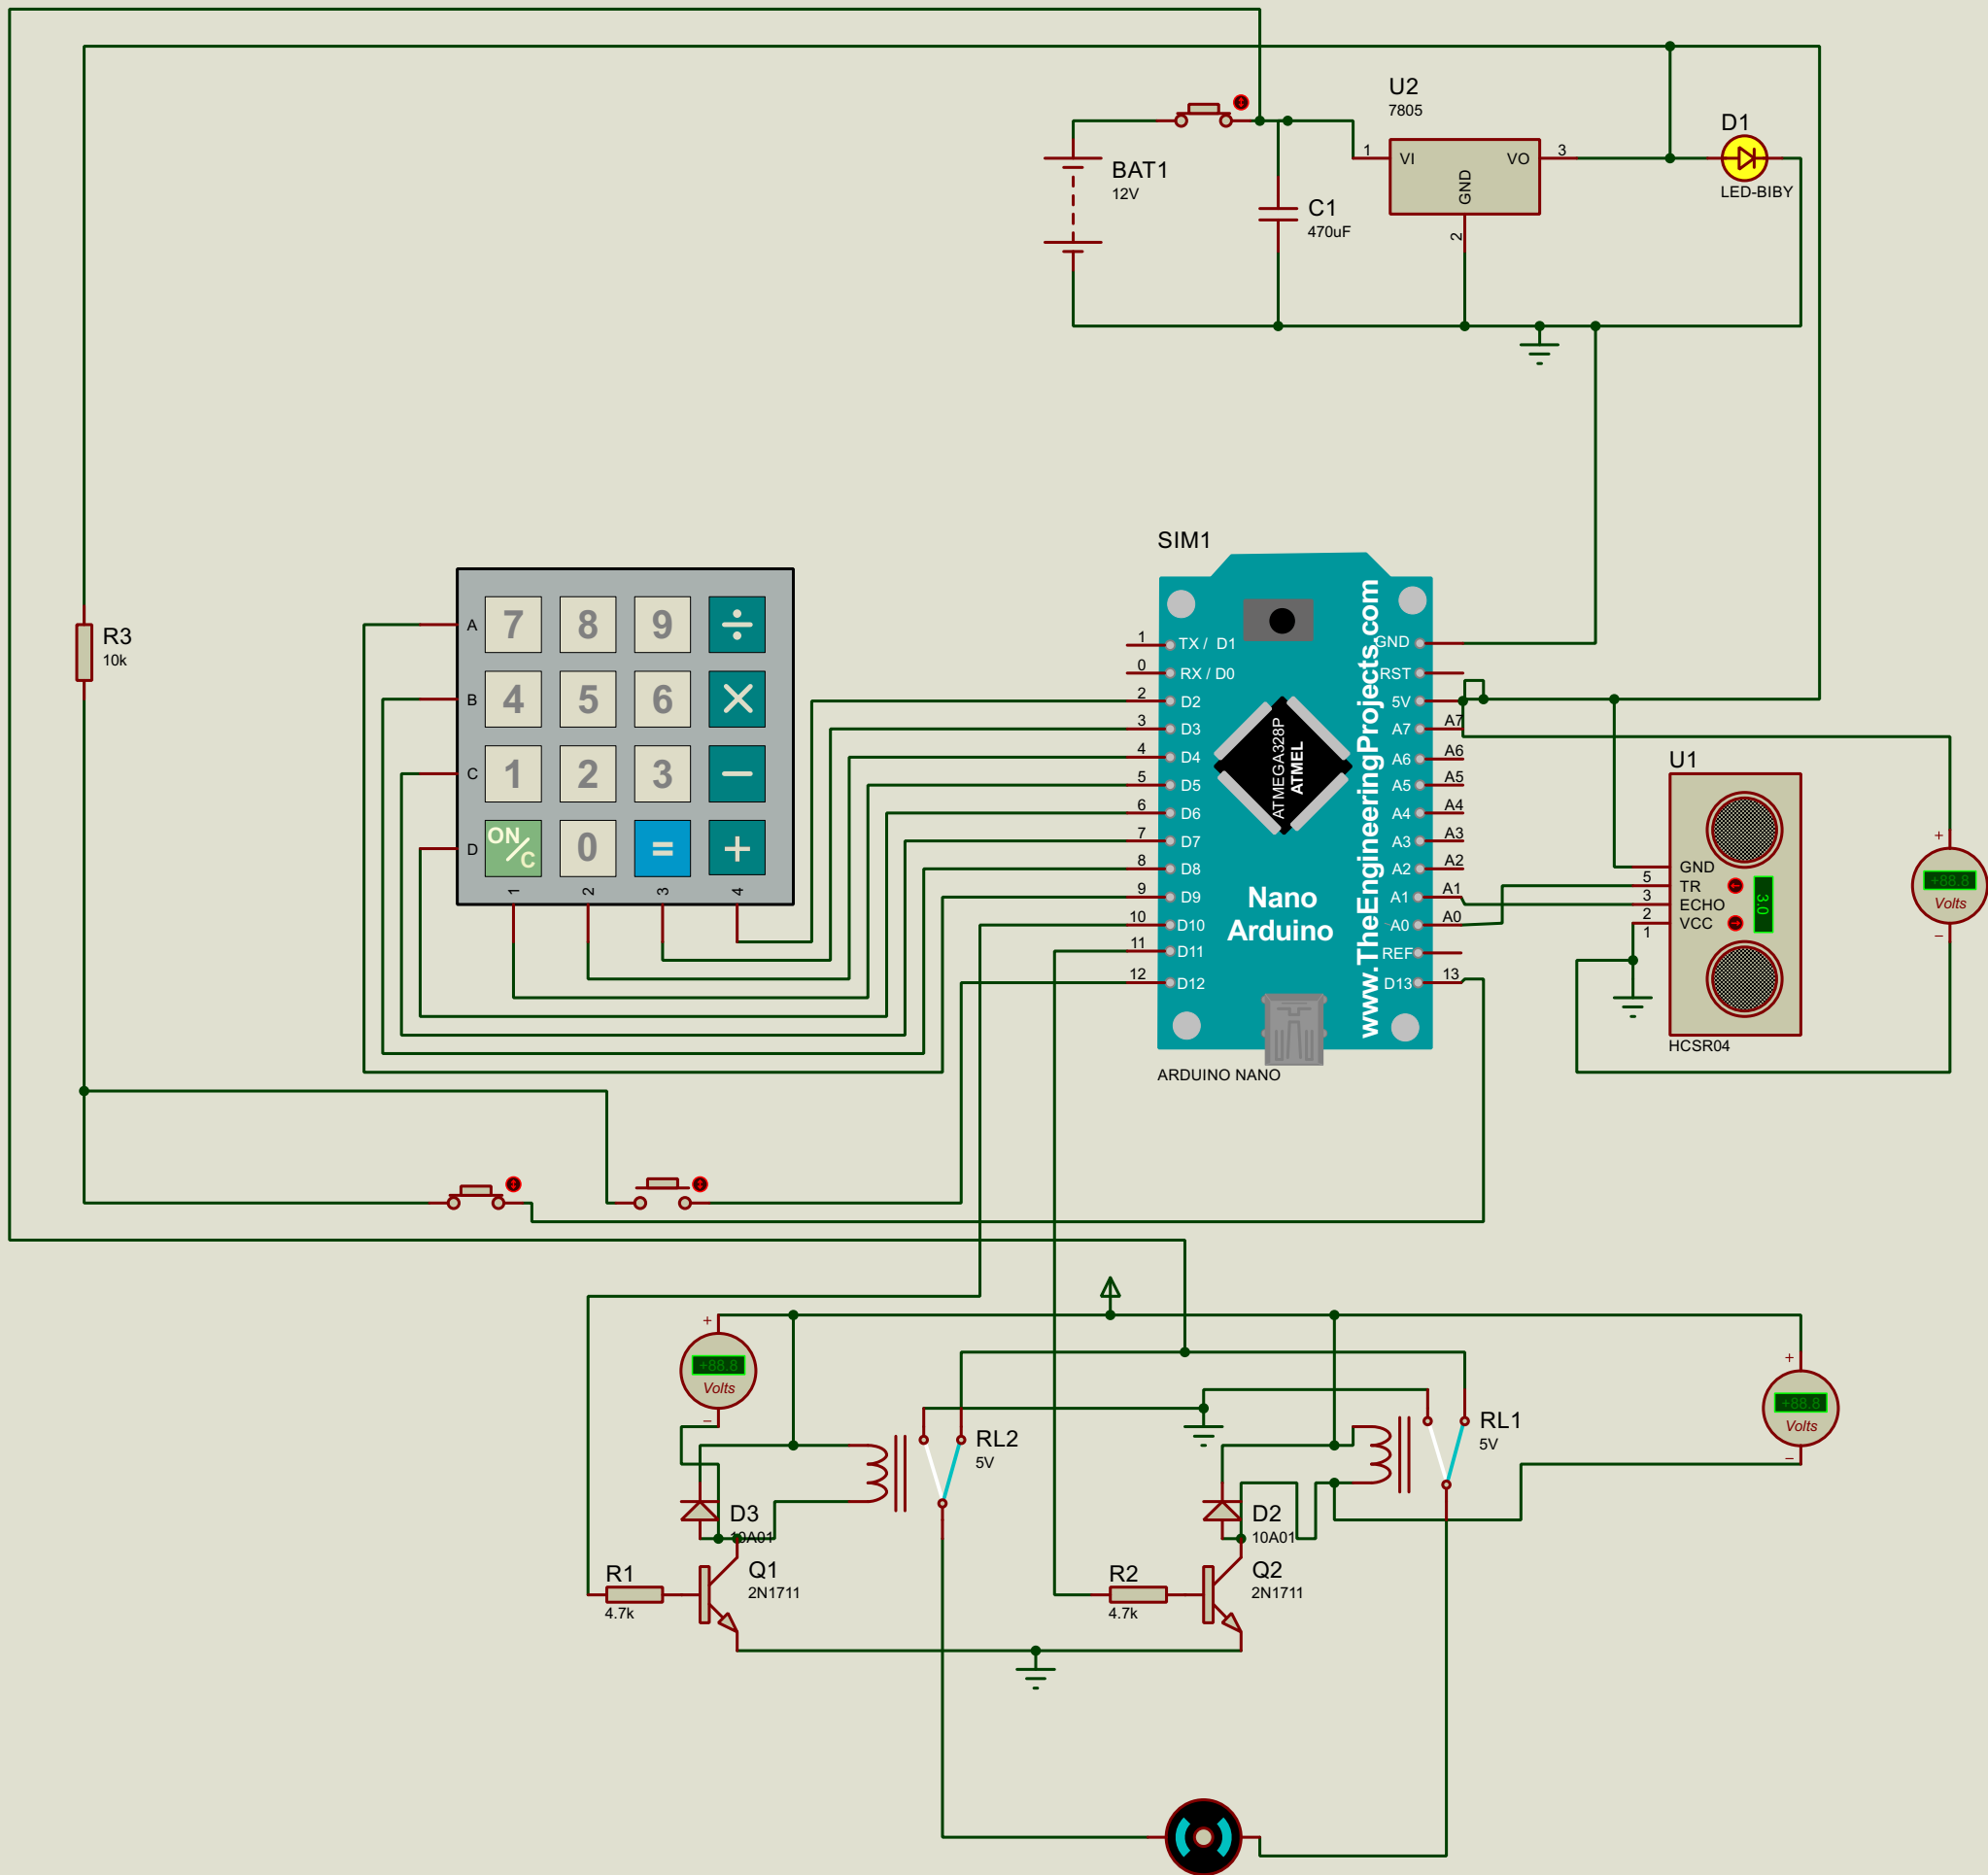 U2
7805
1
VI
VO
3
GND
2
D1
LED-BIBY
BAT1
12V
C1
470uF
SIM1
R3
10k
A
B
C
D
7
8
9
÷
4
5
6
×
1
2
3
−
ON/C
0
=
+
1
2
3
4
1 TX / D1
0 RX / D0
2 D2
3 D3
4 D4
5 D5
6 D6
7 D7
8 D8
9 D9
10 D10
11 D11
12 D12
ATMEGA328P
ATMEL
Nano
Arduino
www.TheEngineeringProjects.com
GND
RST
5V
A7 A7
A6 A6
A5 A5
A4 A4
A3 A3
A2 A2
A1 A1
A0 A0
REF
D13 13
ARDUINO NANO
U1
GND
5
TR
3
ECHO
2
VCC
1
3.0
HCSR04
+
+88.8
Volts
−
+
+88.8
Volts
−
+
+88.8
Volts
−
RL2
5V
RL1
5V
D3
10A01
D2
10A01
R1
4.7k
Q1
2N1711
R2
4.7k
Q2
2N1711